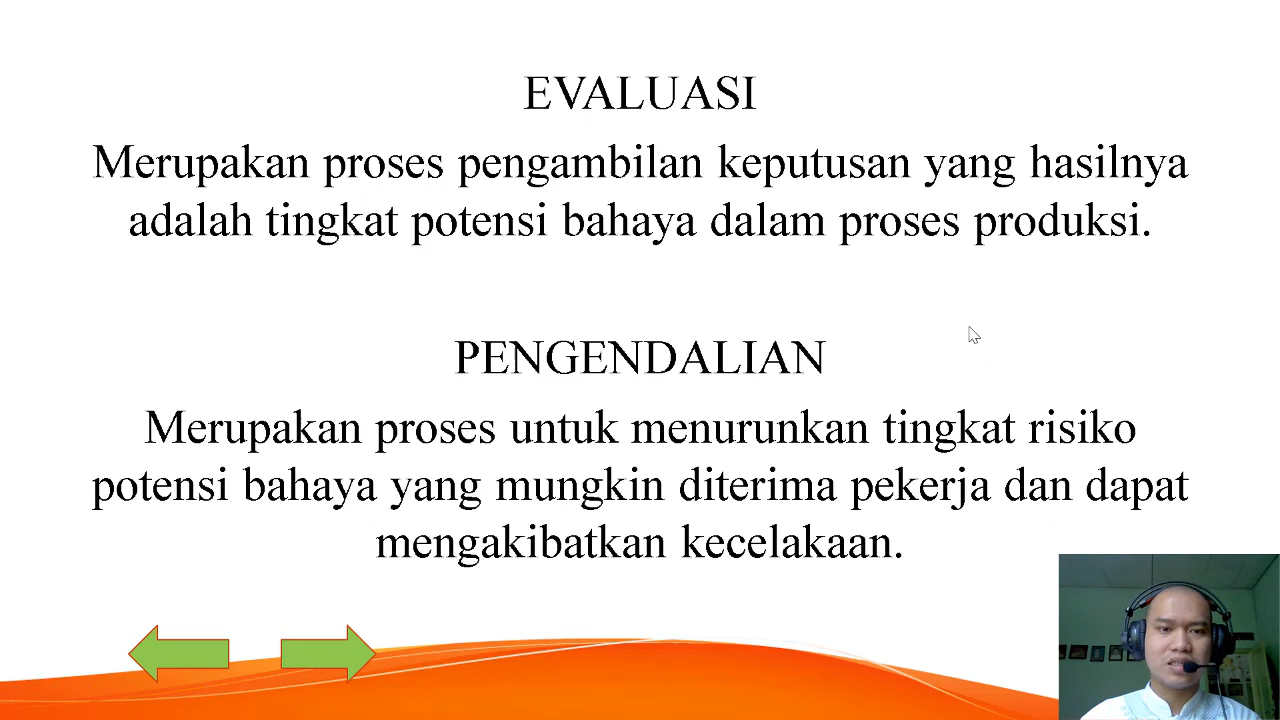 EVALUASI
Merupakan proses pengambilan keputusan yang hasilnya
adalah tingkat potensi bahaya dalam proses produksi.
PENGENDALIAN
Merupakan proses untuk menurunkan tingkat risiko
potensi bahaya yang mungkin diterima pekerja dan dapat
mengakibatkan kecelakaan.